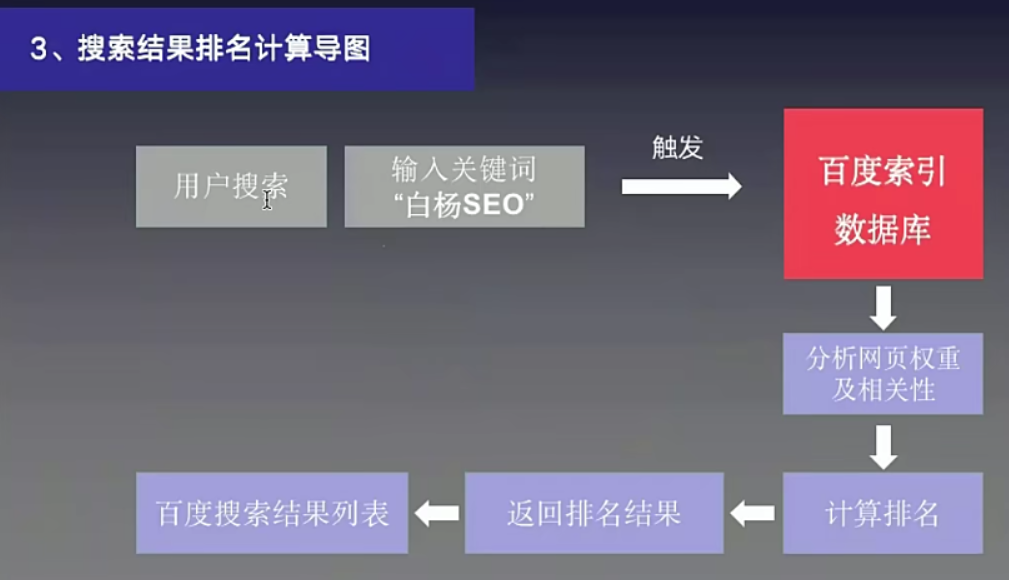 3、搜索结果排名计算导图
用户搜索
输入关键词
“白杨SEO”
触发
百度索引
数据库
分析网页权重
及相关性
计算排名
返回排名结果
百度搜索结果列表